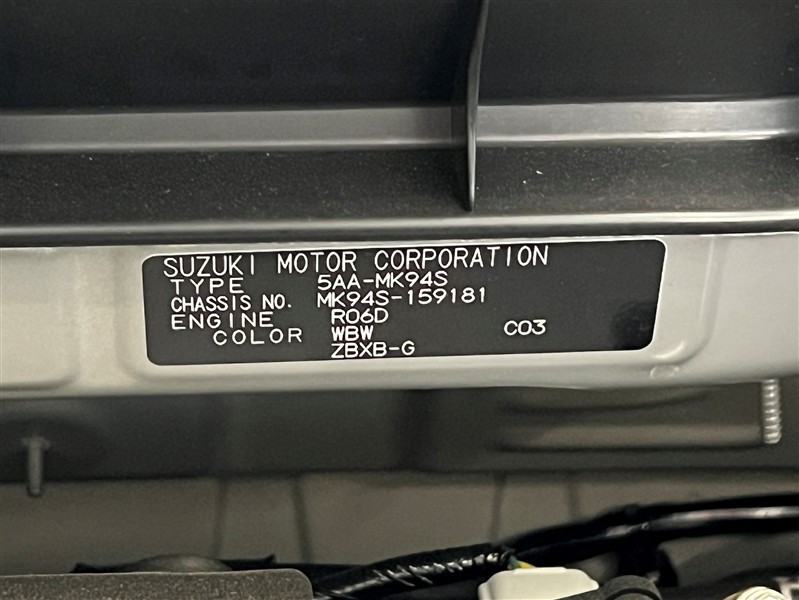 SUZUKI MOTOR CORPORATION
TYPE 5AA-MK94S
CHASSIS NO. MK94S-159181
ENGINE R06D
COLOR WBW C03
ZBXB-G